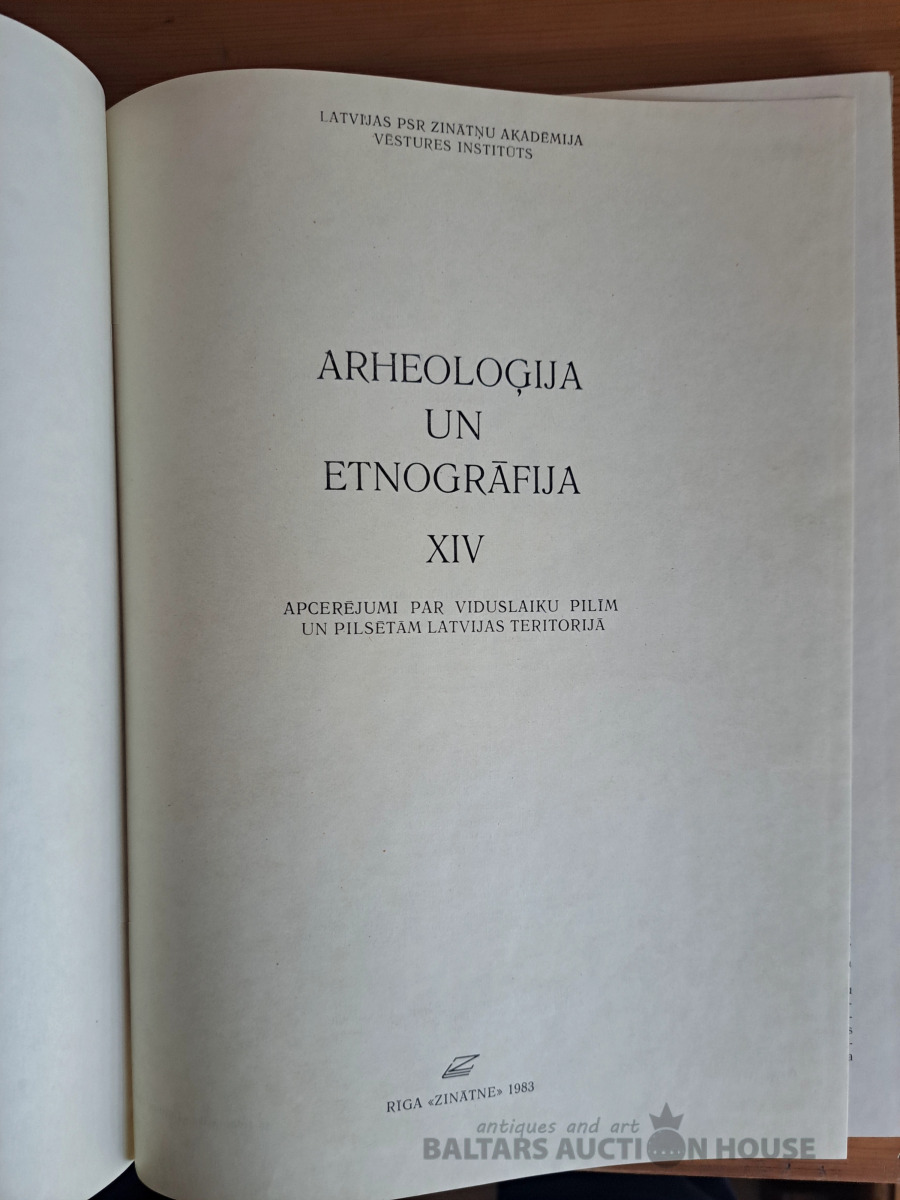 LATVIJAS PSR ZINĀTŅU AKADĒMIJA
VĒSTURES INSTITŪTS
ARHEOLOĢIJA
UN
ETNOGRĀFIJA
XIV
APCERĒJUMI PAR VIDUSLAIKU PILĪM
UN PILSĒTĀM LATVIJAS TERITORIJĀ
RĪGA «ZINĀTNE» 1983
antiques and art
BALTARS AUCTION HOUSE